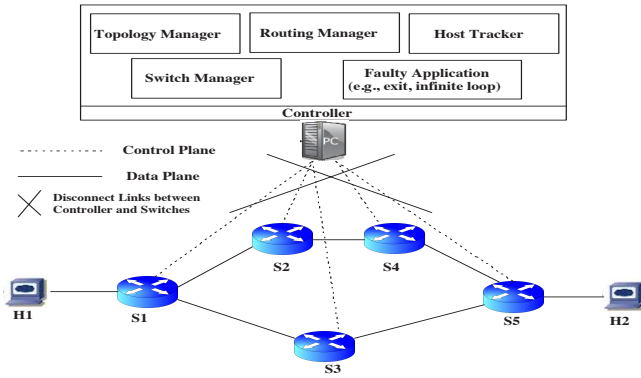 Topology Manager
Routing Manager
Host Tracker
Switch Manager
Faulty Application
(e.g., exit, infinite loop)
Controller
PC
Control Plane
Data Plane
Disconnect Links between
Controller and Switches
S2
S4
H1
S1
S5
H2
S3